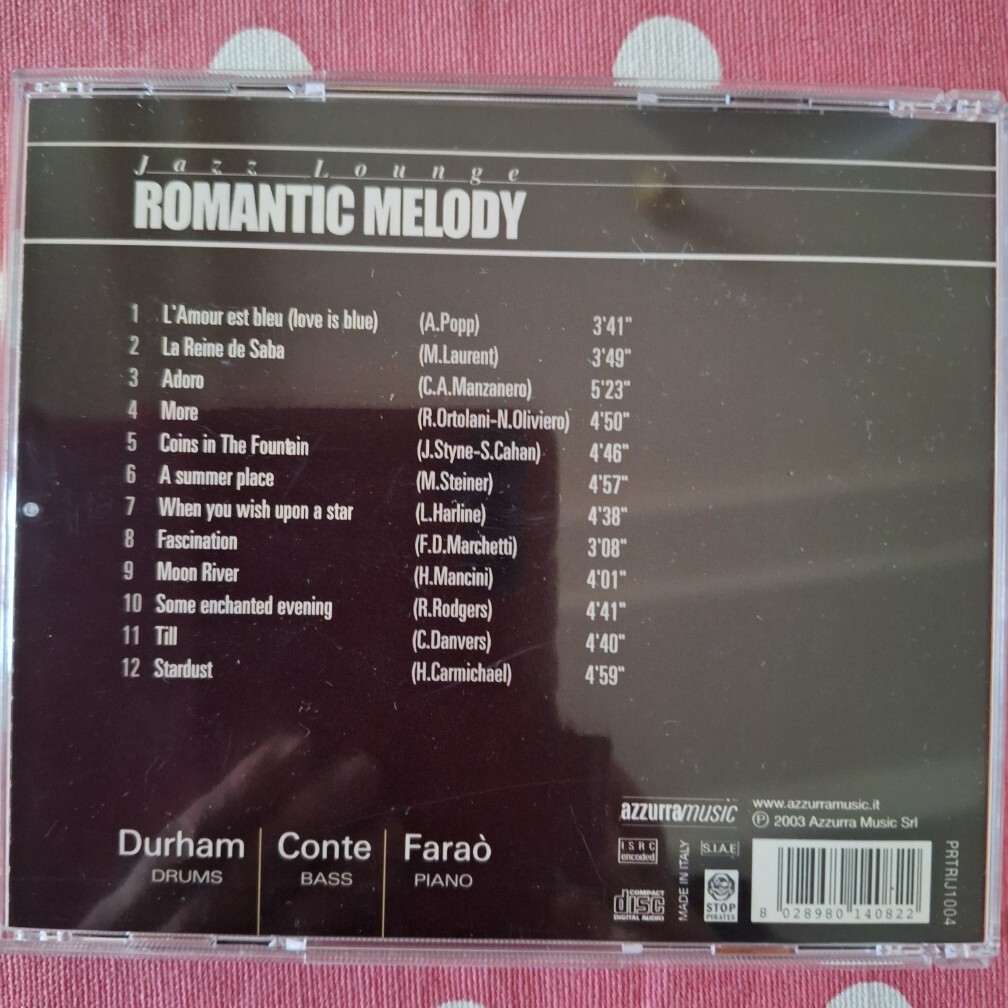 Jazz Lounge
ROMANTIC MELODY
1 L'Amour est bleu (love is blue) (A.Popp) 3'41"
2 La Reine de Saba (M.Laurent) 3'49"
3 Adoro (C.A.Manzanero) 5'23"
4 More (R.Ortolani-N.Oliviero) 4'50"
5 Coins in The Fountain (J.Styne-S.Cahan) 4'46"
6 A summer place (M.Steiner) 4'57"
7 When you wish upon a star (L.Harline) 4'38"
8 Fascination (F.D.Marchetti) 3'08"
9 Moon River (H.Mancini) 4'01"
10 Some enchanted evening (R.Rodgers) 4'41"
11 Till (C.Danvers) 4'40"
12 Stardust (H.Carmichael) 4'59"
Durham Conte Faraò
DRUMS BASS PIANO
azzurramusic
www.azzurramusic.it
℗ 2003 Azzurra Music Srl
ISRC
encoded
MADE IN ITALY
S.I.A.E
COMPACT
disc
DIGITAL AUDIO
STOP
PIRATES
8 028980 140822
PRTRIJ1004